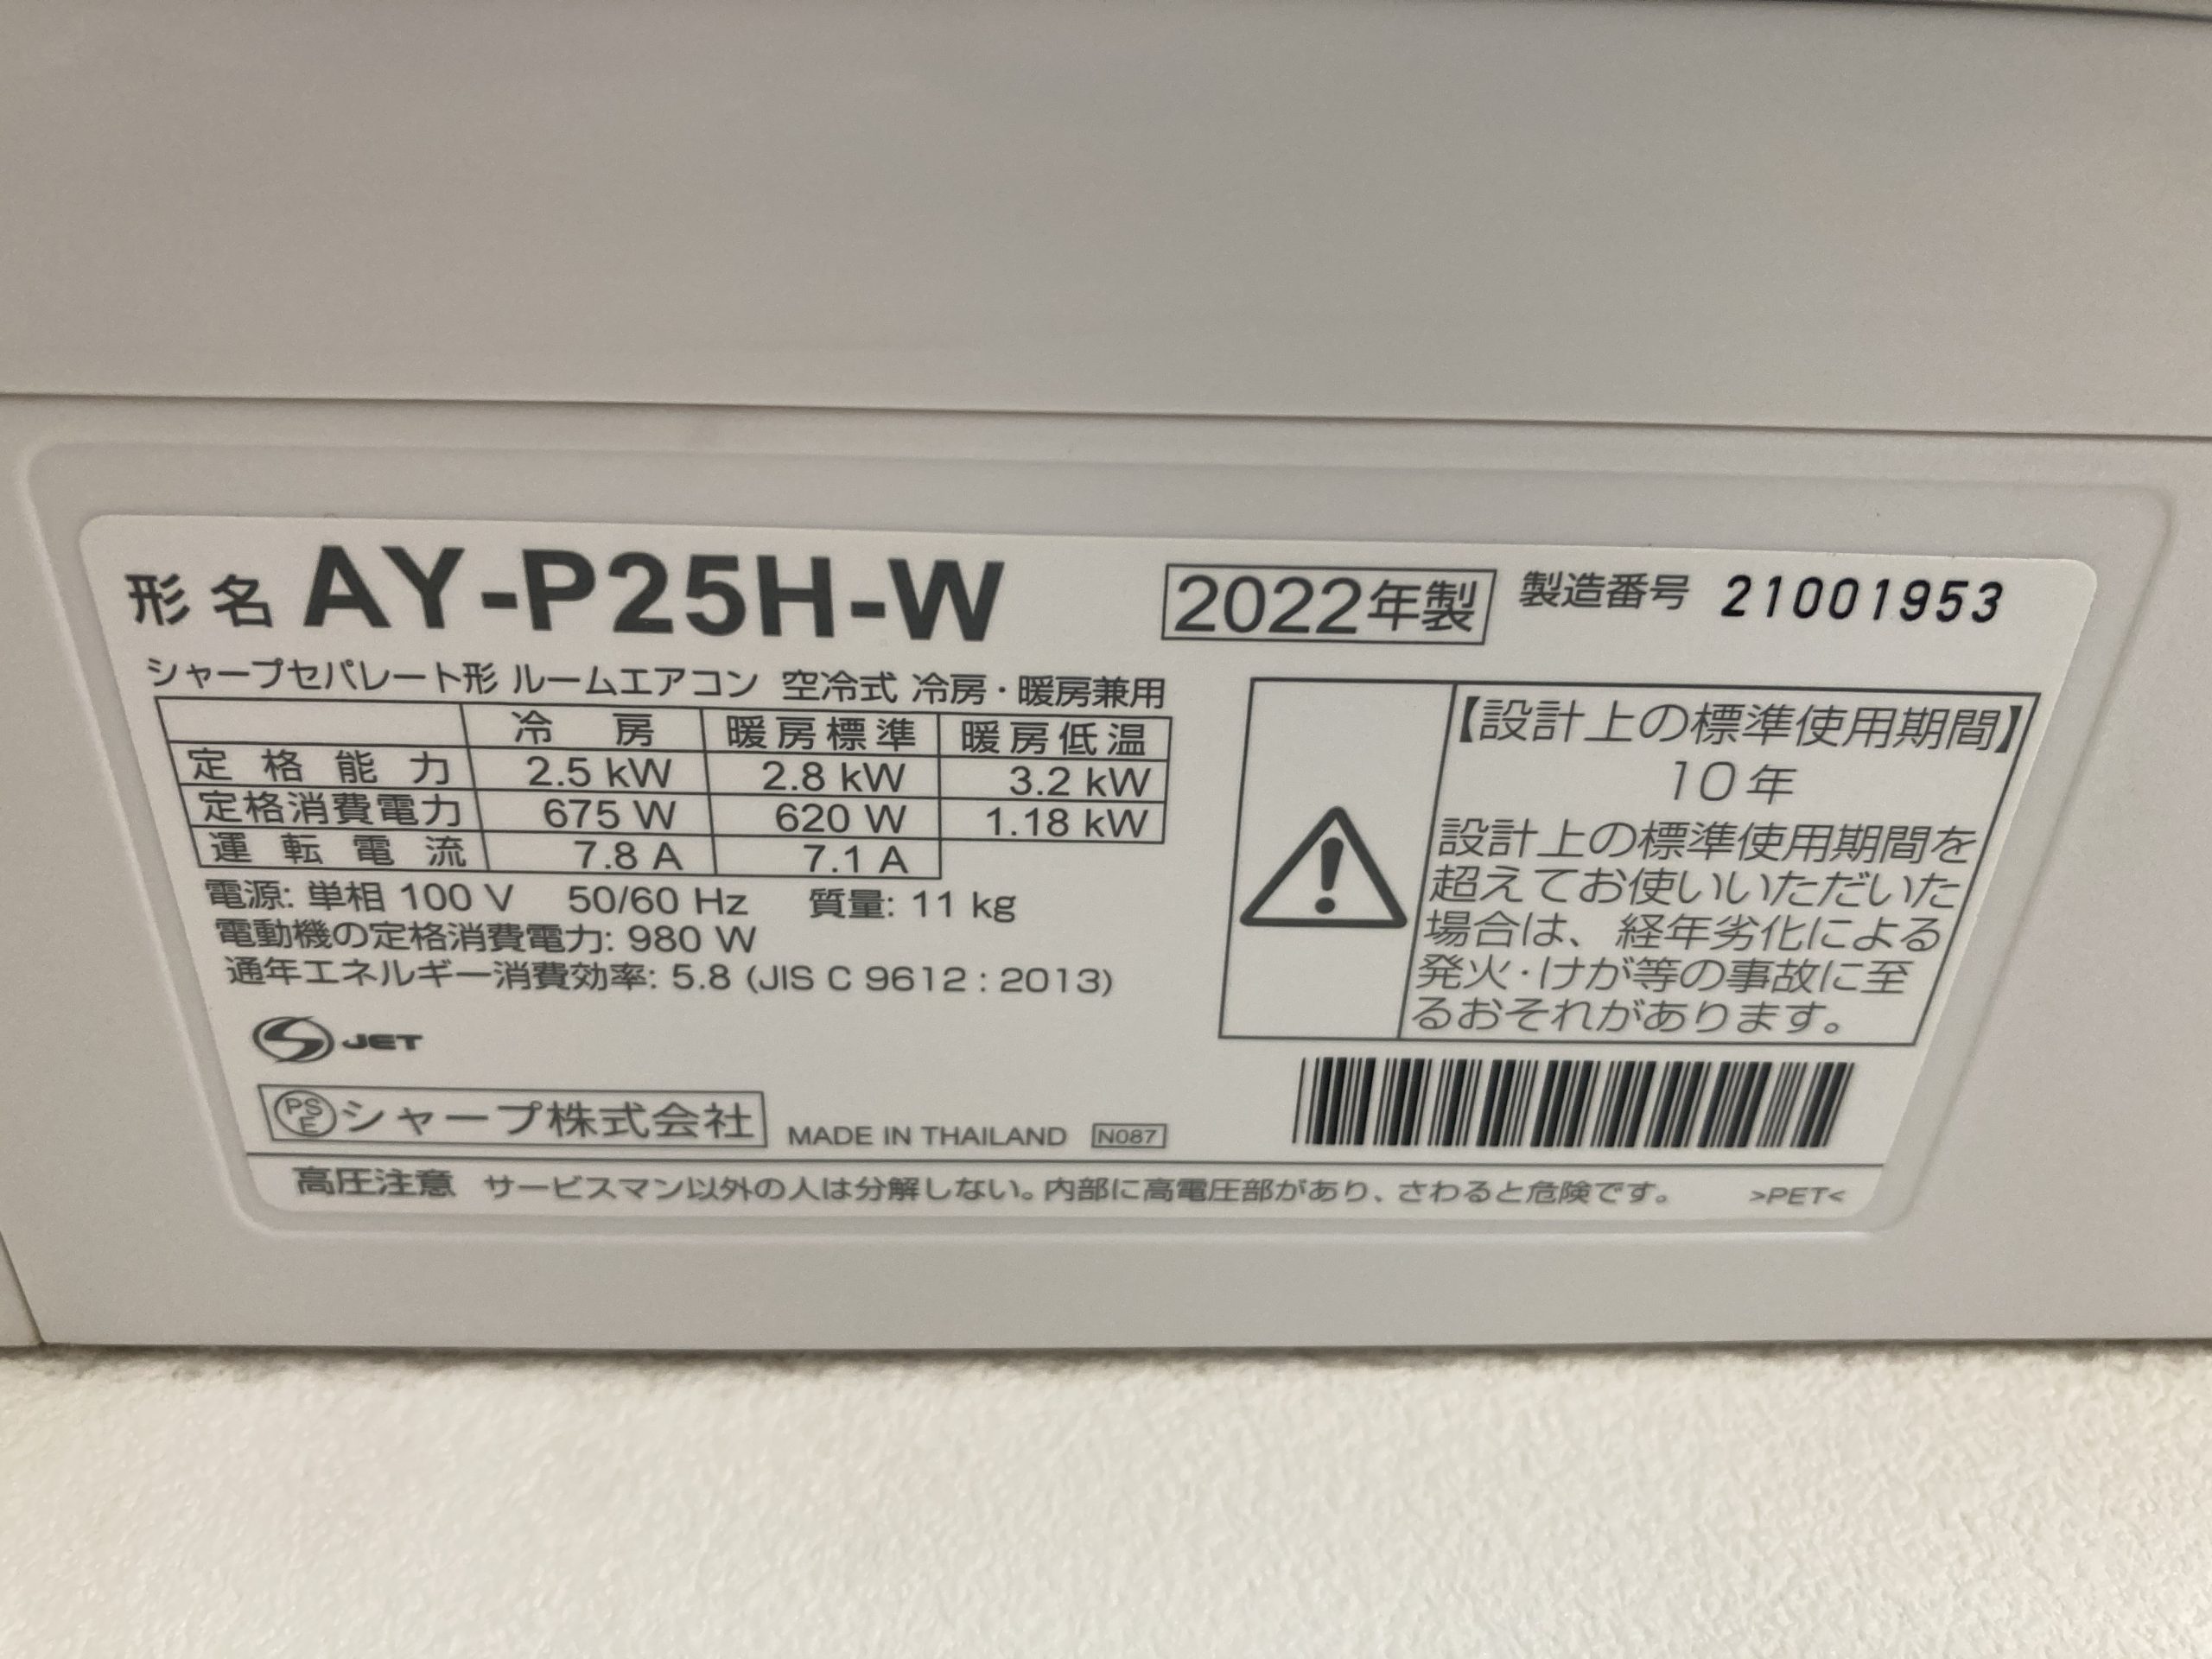 形名 AY-P25H-W
2022年製
製造番号 21001953
シャープセパレート形 ルームエアコン 空冷式 冷房・暖房兼用
冷房 暖房標準 暖房低温
定格能力 2.5 kW 2.8 kW 3.2 kW
定格消費電力 675 W 620 W 1.18 kW
運転電流 7.8 A 7.1 A
電源: 単相 100 V 50/60 Hz 質量: 11 kg
電動機の定格消費電力: 980 W
通年エネルギー消費効率: 5.8 (JIS C 9612 : 2013)
JET
PSE シャープ株式会社 MADE IN THAILAND N087
【設計上の標準使用期間】
10年
設計上の標準使用期間を
超えてお使いいただいた
場合は、経年劣化による
発火・けが等の事故に至
るおそれがあります。
高圧注意 サービスマン以外の人は分解しない。内部に高電圧部があり、さわると危険です。 >PET<